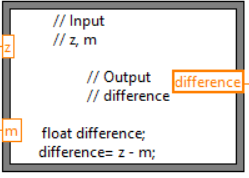 // Input
// z, m
z
// Output
// difference
difference
m
float difference;
difference= z - m;